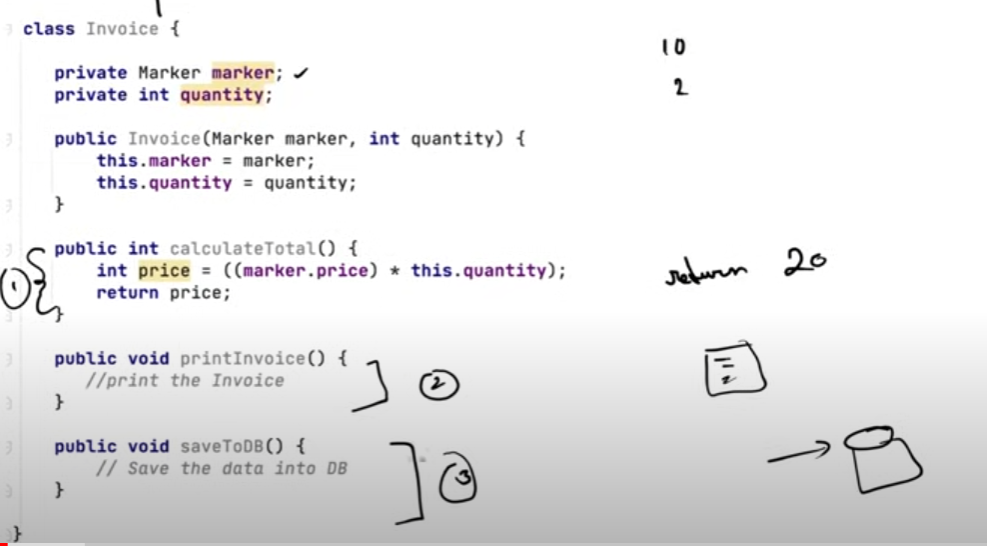 class Invoice {
private Marker marker; ✓
private int quantity;
10
2
public Invoice(Marker marker, int quantity) {
this.marker = marker;
this.quantity = quantity;
}
public int calculateTotal() {
int price = ((marker.price) * this.quantity);
return price;
}
1
return 20
public void printInvoice() {
//print the Invoice
}
2
public void saveToDB() {
// Save the data into DB
}
3
}